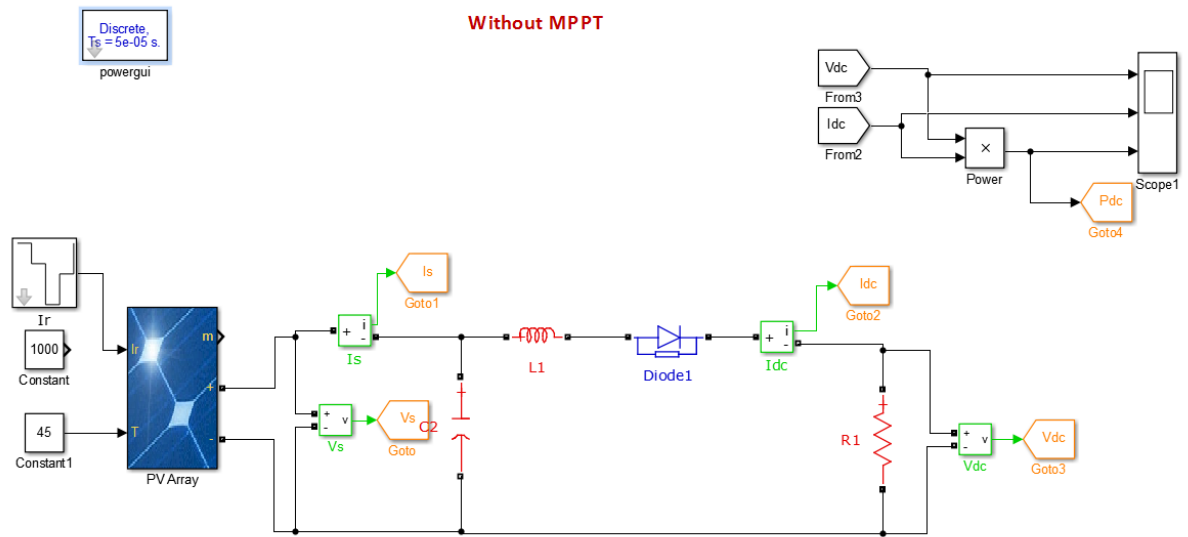 Without MPPT
Discrete,
Ts = 5e-05 s.
powergui
Vdc
From3
Idc
From2
×
Power
Scope1
Pdc
Goto4
Ir
1000
Constant
45
Constant1
Ir
T
m
+
-
PV Array
+
i
-
Is
Is
Goto1
+
-
v
Vs
Vs
Goto
+
C2
L1
Diode1
+
i
-
Idc
Idc
Goto2
+
R1
+
-
v
Vdc
Vdc
Goto3